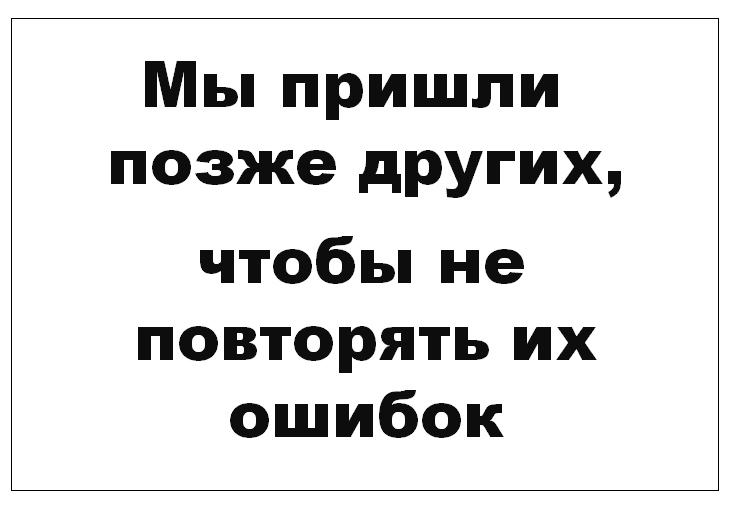 Мы пришли
позже других,
чтобы не
повторять их
ошибок